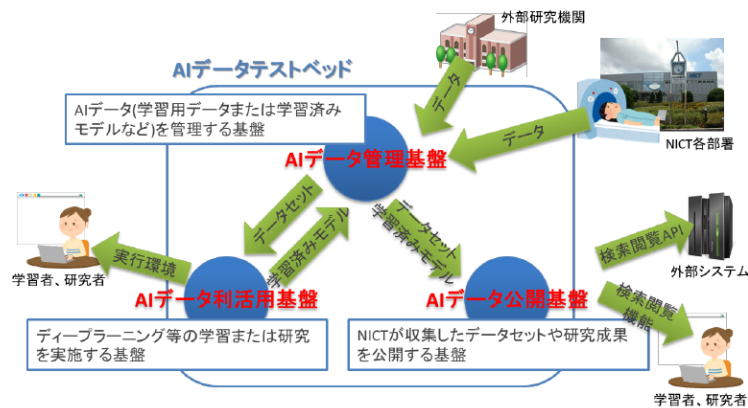 外部研究機関
AIデータテストベッド
AIデータ(学習用データまたは学習済み
モデルなど)を管理する基盤
データ
データ
NICT各部署
AIデータ管理基盤
データセット
学習済みモデル
データセット
学習済みモデル
実行環境
学習者、研究者
検索閲覧API
外部システム
AIデータ利活用基盤
AIデータ公開基盤
検索閲覧
機能
ディープラーニング等の学習または研究
を実施する基盤
NICTが収集したデータセットや研究成果
を公開する基盤
学習者、研究者